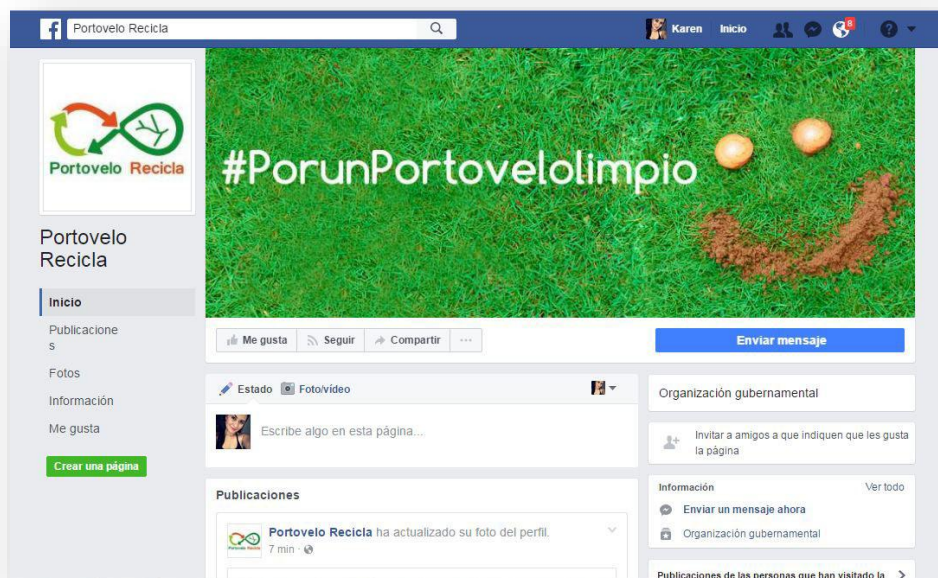 Portovelo Recicla
Karen
Inicio
8
?
Portovelo Recicla
#PorunPortovelolimpio
Portovelo
Recicla
Inicio
Publicacione
s
Fotos
Información
Me gusta
Crear una página
Me gusta
Seguir
Compartir
...
Enviar mensaje
Estado
Foto/vídeo
Escribe algo en esta página...
Publicaciones
Portovelo Recicla ha actualizado su foto del perfil.
7 min ·
Organización gubernamental
Invitar a amigos a que indiquen que les gusta
la página
Información
Ver todo
Enviar un mensaje ahora
Organización gubernamental
Publicaciones de las personas que han visitado la